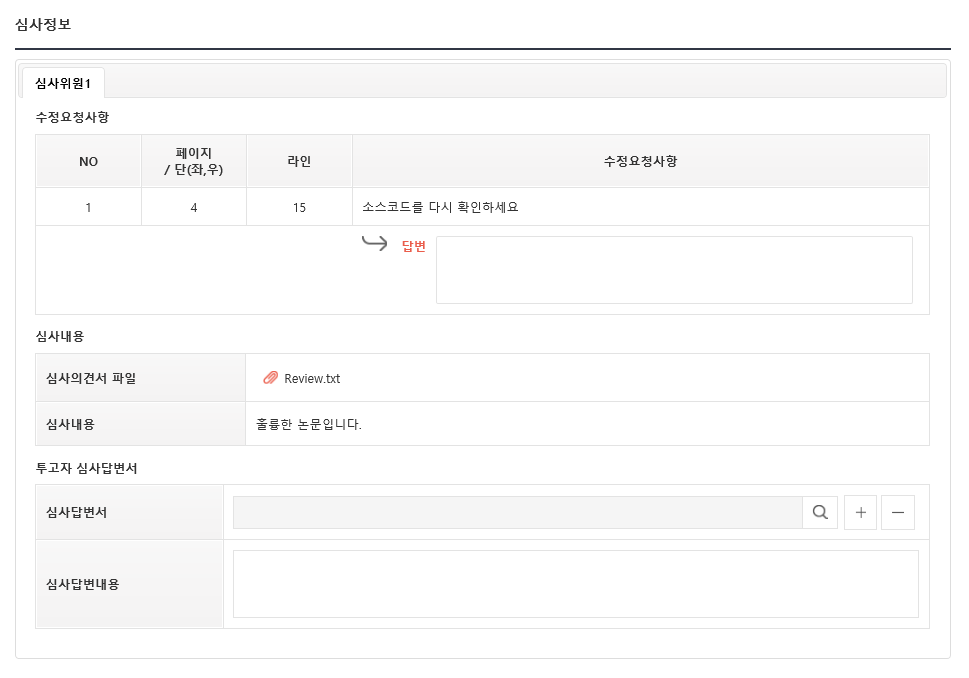 심사정보
심사위원1
수정요청사항
NO
페이지
/ 단(좌,우)
라인
수정요청사항
1
4
15
소스코드를 다시 확인하세요
답변
심사내용
심사의견서 파일
Review.txt
심사내용
훌륭한 논문입니다.
투고자 심사답변서
심사답변서
심사답변내용